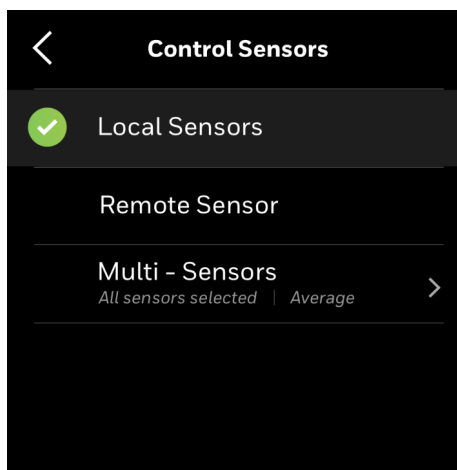 Control Sensors
Local Sensors
Remote Sensor
Multi - Sensors
All sensors selected | Average